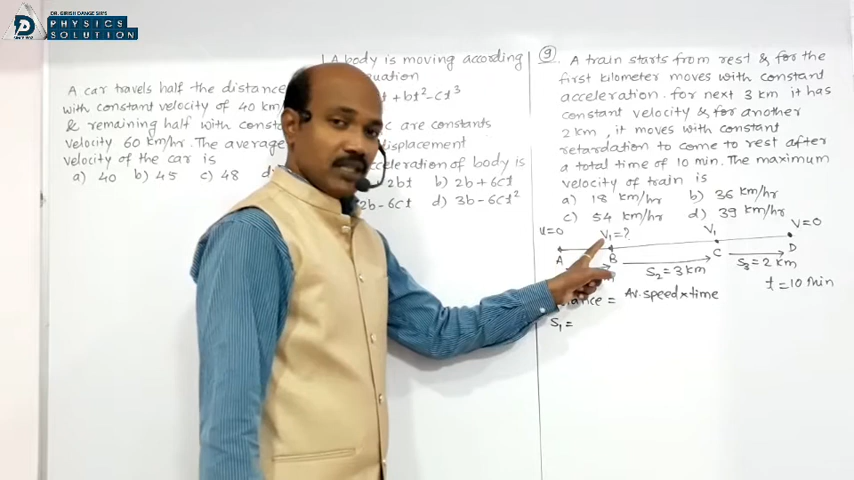 DR. GIRISH DANGE SIR'S
PHYSICS
SOLUTION
A car travels half the distance
with constant velocity of 40 km/
& remaining half with const
velocity 60 km/hr. The average
velocity of the car is
a) 40 b) 45 c) 48 d
A body is moving according
equation
+ bt²-ct³
c are constants
displacement
acceleration of body is
2bt b) 2b + 6ct
2b - 6ct d) 3b - 6ct²
9 A train starts from rest & for the
first kilometer moves with constant
acceleration. for next 3 km it has
constant velocity & for another
2 km, it moves with constant
retardation to come to rest after
a total time of 10 min. The maximum
velocity of train is
a) 18 km/hr b) 36 km/hr
c) 54 km/hr d) 39 km/hr
u=0 V₁=? V₁ V=0
A B C D
m S₂ = 3 km S₃ = 2 km
t = 10 Min
tance = Av. speed × time
S₁ =